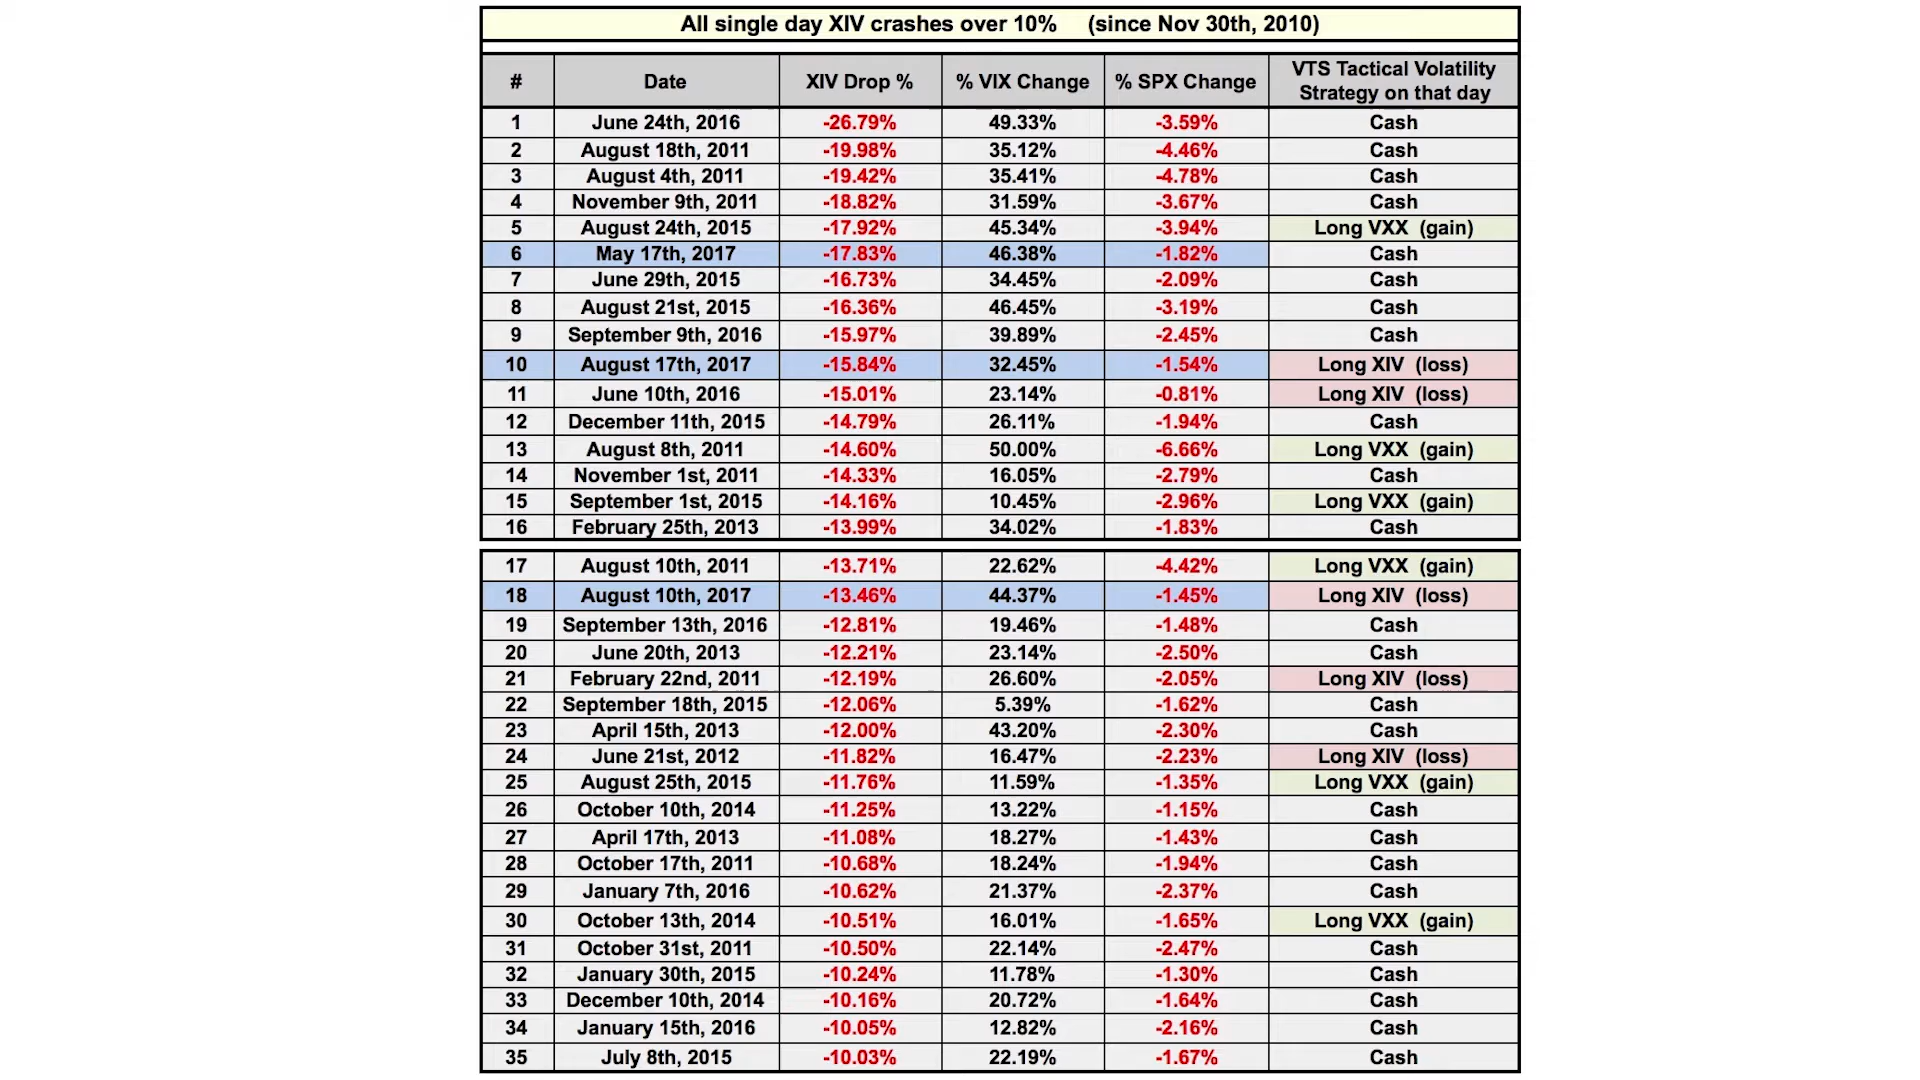 All single day XIV crashes over 10% (since Nov 30th, 2010)
# Date XIV Drop % % VIX Change % SPX Change VTS Tactical Volatility Strategy on that day
1 June 24th, 2016 -26.79% 49.33% -3.59% Cash
2 August 18th, 2011 -19.98% 35.12% -4.46% Cash
3 August 4th, 2011 -19.42% 35.41% -4.78% Cash
4 November 9th, 2011 -18.82% 31.59% -3.67% Cash
5 August 24th, 2015 -17.92% 45.34% -3.94% Long VXX (gain)
6 May 17th, 2017 -17.83% 46.38% -1.82% Cash
7 June 29th, 2015 -16.73% 34.45% -2.09% Cash
8 August 21st, 2015 -16.36% 46.45% -3.19% Cash
9 September 9th, 2016 -15.97% 39.89% -2.45% Cash
10 August 17th, 2017 -15.84% 32.45% -1.54% Long XIV (loss)
11 June 10th, 2016 -15.01% 23.14% -0.81% Long XIV (loss)
12 December 11th, 2015 -14.79% 26.11% -1.94% Cash
13 August 8th, 2011 -14.60% 50.00% -6.66% Long VXX (gain)
14 November 1st, 2011 -14.33% 16.05% -2.79% Cash
15 September 1st, 2015 -14.16% 10.45% -2.96% Long VXX (gain)
16 February 25th, 2013 -13.99% 34.02% -1.83% Cash
17 August 10th, 2011 -13.71% 22.62% -4.42% Long VXX (gain)
18 August 10th, 2017 -13.46% 44.37% -1.45% Long XIV (loss)
19 September 13th, 2016 -12.81% 19.46% -1.48% Cash
20 June 20th, 2013 -12.21% 23.14% -2.50% Cash
21 February 22nd, 2011 -12.19% 26.60% -2.05% Long XIV (loss)
22 September 18th, 2015 -12.06% 5.39% -1.62% Cash
23 April 15th, 2013 -12.00% 43.20% -2.30% Cash
24 June 21st, 2012 -11.82% 16.47% -2.23% Long XIV (loss)
25 August 25th, 2015 -11.76% 11.59% -1.35% Long VXX (gain)
26 October 10th, 2014 -11.25% 13.22% -1.15% Cash
27 April 17th, 2013 -11.08% 18.27% -1.43% Cash
28 October 17th, 2011 -10.68% 18.24% -1.94% Cash
29 January 7th, 2016 -10.62% 21.37% -2.37% Cash
30 October 13th, 2014 -10.51% 16.01% -1.65% Long VXX (gain)
31 October 31st, 2011 -10.50% 22.14% -2.47% Cash
32 January 30th, 2015 -10.24% 11.78% -1.30% Cash
33 December 10th, 2014 -10.16% 20.72% -1.64% Cash
34 January 15th, 2016 -10.05% 12.82% -2.16% Cash
35 July 8th, 2015 -10.03% 22.19% -1.67% Cash